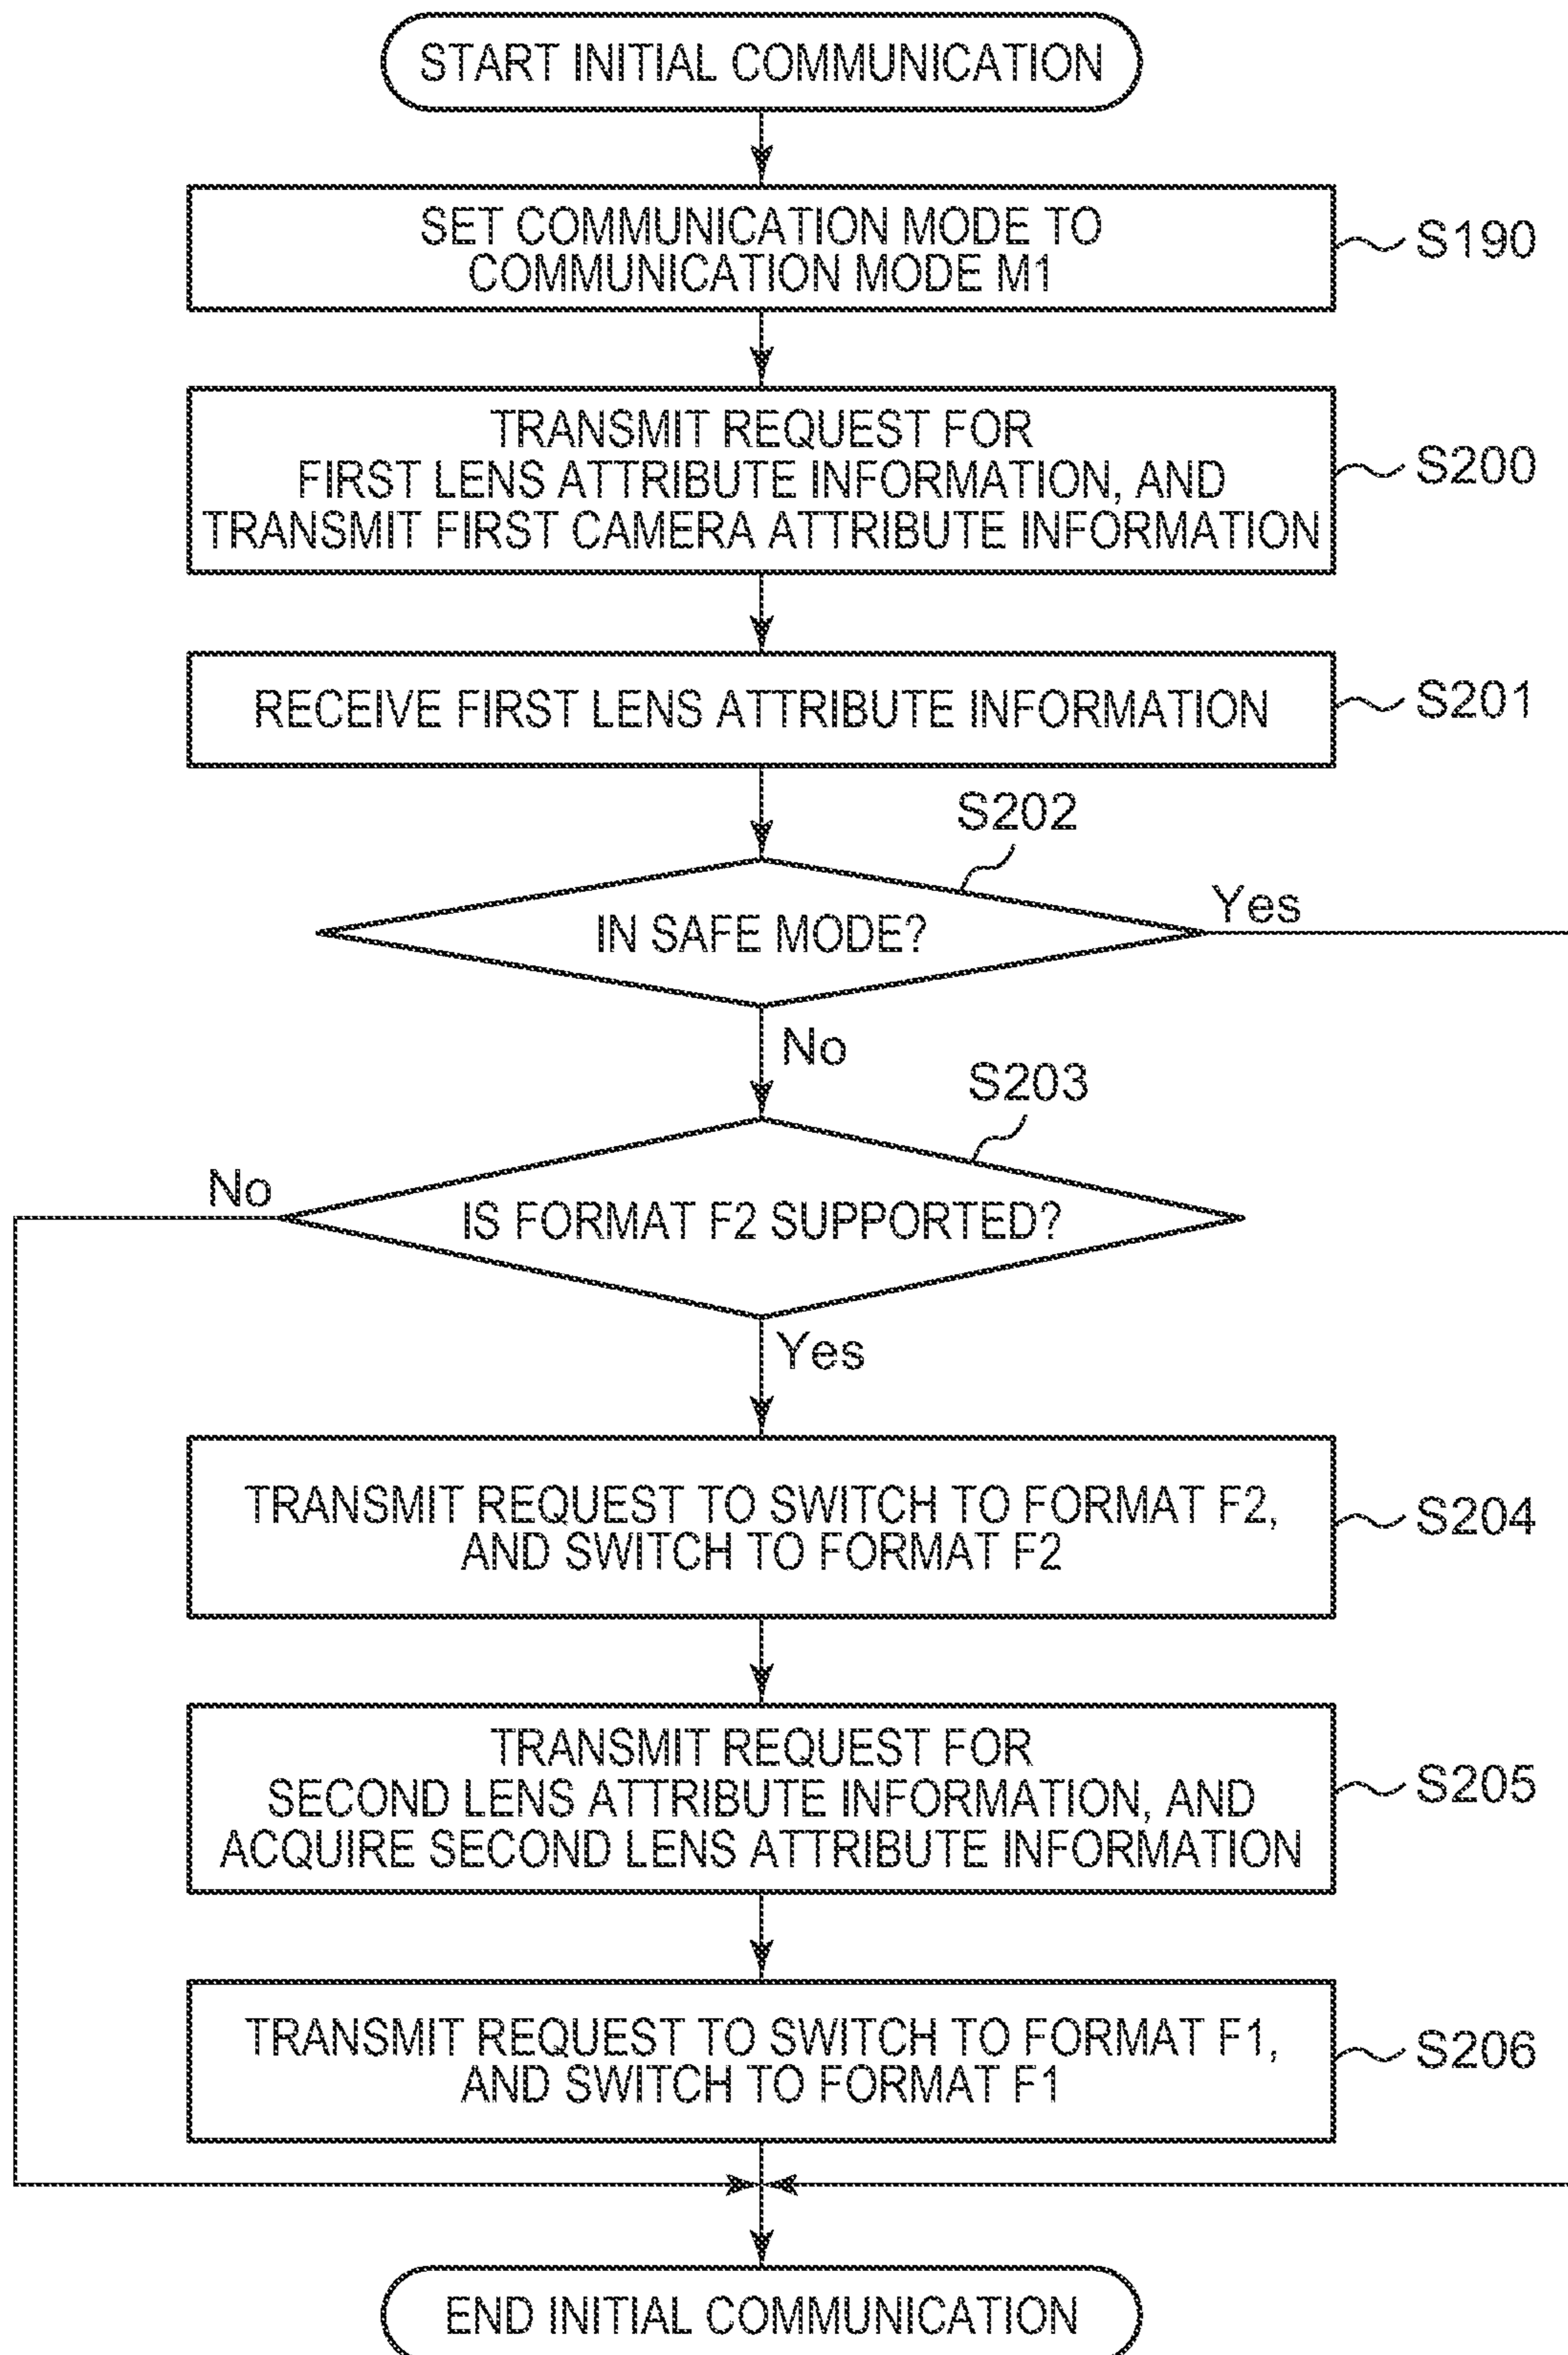 START INITIAL COMMUNICATION
SET COMMUNICATION MODE TO
COMMUNICATION MODE M1
S190
TRANSMIT REQUEST FOR
FIRST LENS ATTRIBUTE INFORMATION, AND
TRANSMIT FIRST CAMERA ATTRIBUTE INFORMATION
S200
RECEIVE FIRST LENS ATTRIBUTE INFORMATION
S201
S202
IN SAFE MODE?
Yes
No
S203
No
IS FORMAT F2 SUPPORTED?
Yes
TRANSMIT REQUEST TO SWITCH TO FORMAT F2,
AND SWITCH TO FORMAT F2
S204
TRANSMIT REQUEST FOR
SECOND LENS ATTRIBUTE INFORMATION, AND
ACQUIRE SECOND LENS ATTRIBUTE INFORMATION
S205
TRANSMIT REQUEST TO SWITCH TO FORMAT F1,
AND SWITCH TO FORMAT F1
S206
END INITIAL COMMUNICATION